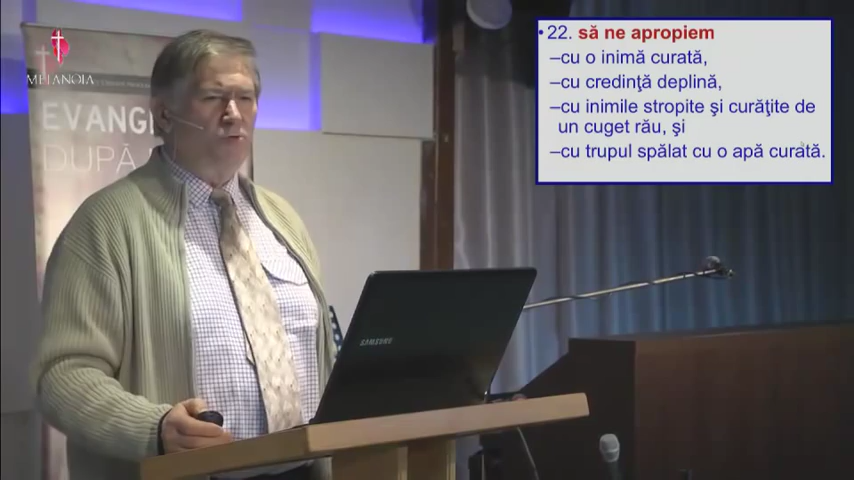 METANOIA
EVANG
DUPĂ
SAMSUNG
•22. să ne apropiem
–cu o inimă curată,
–cu credinţă deplină,
–cu inimile stropite şi curăţite de
un cuget rău, şi
–cu trupul spălat cu o apă curată.